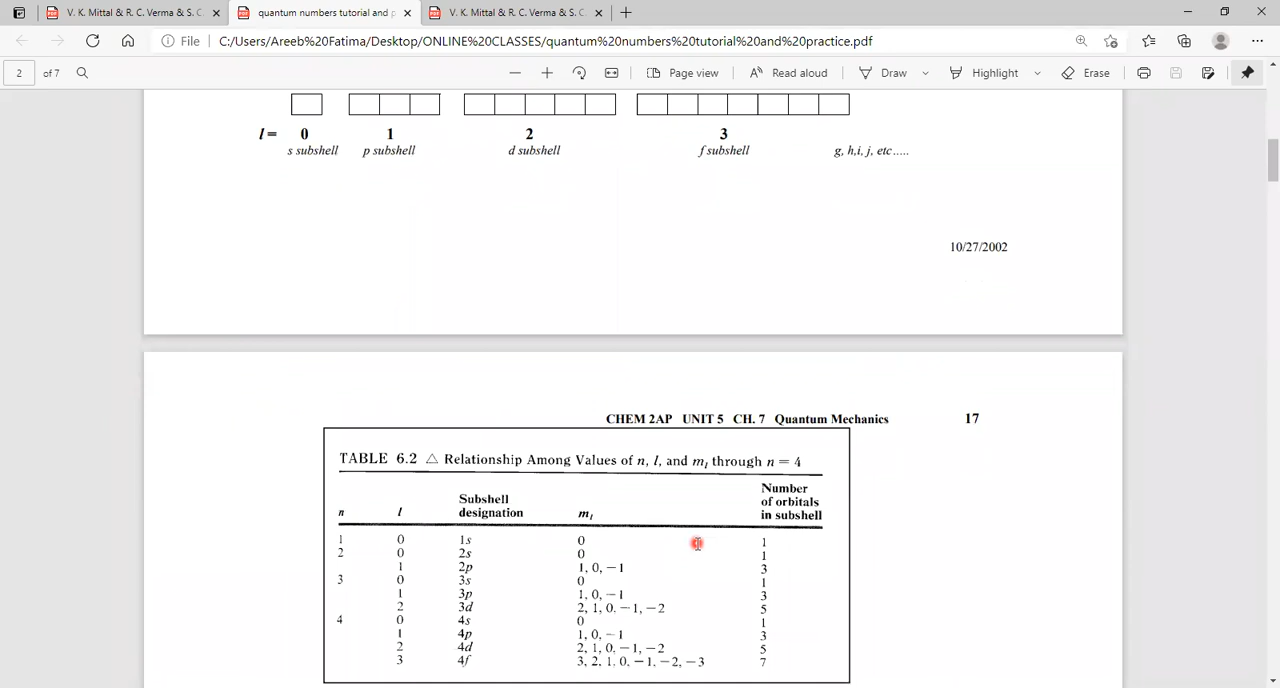 V. K. Mittal & R. C. Verma & S. C.
quantum numbers tutorial and p
V. K. Mittal & R. C. Verma & S. C.
File C:/Users/Areeb%20Fatima/Desktop/ONLINE%20CLASSES/quantum%20numbers%20tutorial%20and%20practice.pdf
2 of 7 Page view Read aloud Draw Highlight Erase
l = 0 1 2 3
s subshell p subshell d subshell f subshell g, h,i, j, etc.....
10/27/2002
CHEM 2AP UNIT 5 CH. 7 Quantum Mechanics 17
TABLE 6.2 △ Relationship Among Values of n, l, and mₗ through n = 4
n l Subshell designation mₗ Number of orbitals in subshell
1 0 1s 0 1
2 0 2s 0 1
1 2p 1, 0, −1 3
3 0 3s 0 1
1 3p 1, 0, −1 3
2 3d 2, 1, 0, −1, −2 5
4 0 4s 0 1
1 4p 1, 0, −1 3
2 4d 2, 1, 0, −1, −2 5
3 4f 3, 2, 1, 0, −1, −2, −3 7